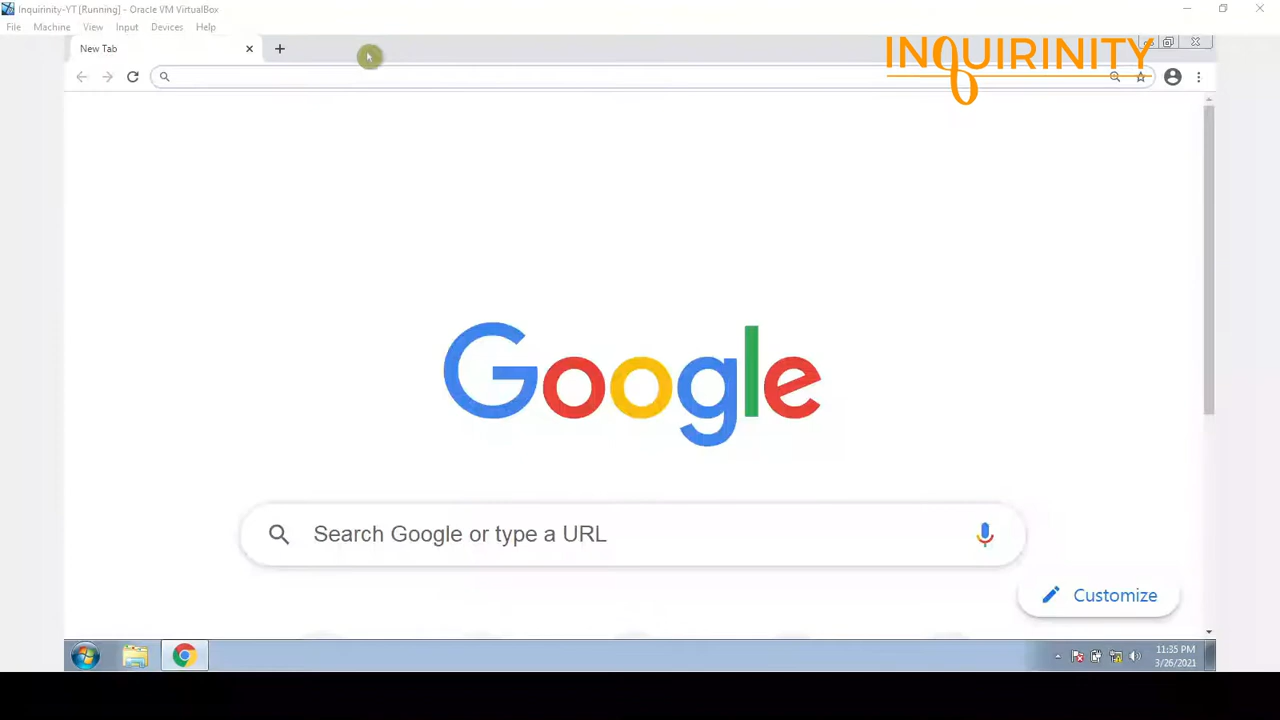 Inquirinity-YT [Running] - Oracle VM VirtualBox
File Machine View Input Devices Help
New Tab
INQUIRINITY
Google
Search Google or type a URL
Customize
11:35 PM
3/26/2021